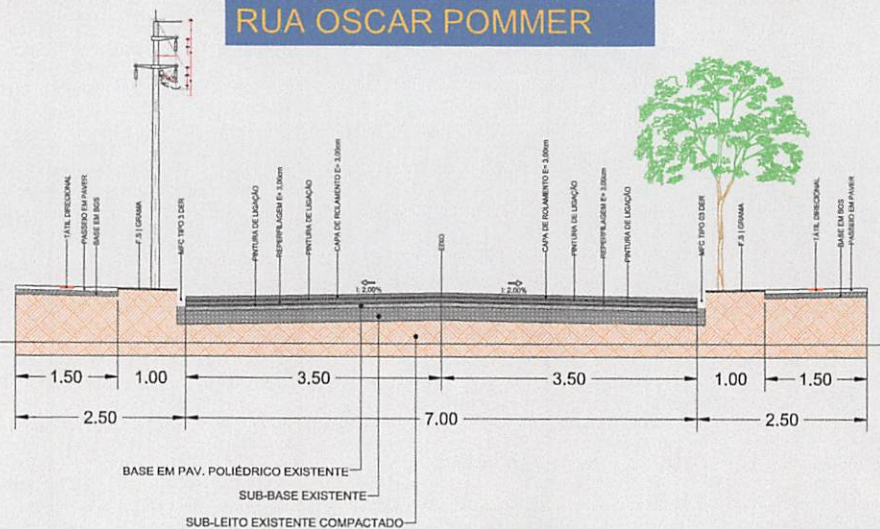 RUA OSCAR POMMER
TÁTIL DIRECIONAL
PASSEIO EM PAVER
BASE EM BGS
F.S | GRAMA
MFC TIPO 3 DER
PINTURA DE LIGAÇÃO
REPERFILAGEM E= 3,00cm
PINTURA DE LIGAÇÃO
CAPA DE ROLAMENTO E= 3,00cm
EIXO
CAPA DE ROLAMENTO E= 3,00cm
PINTURA DE LIGAÇÃO
REPERFILAGEM E= 3,00cm
PINTURA DE LIGAÇÃO
MFC TIPO 03 DER
F.S | GRAMA
TÁTIL DIRECIONAL
BASE EM BGS
PASSEIO EM PAVER
I: 2,00% I: 2,00%
1.50 1.00 3.50 3.50 1.00 1.50
2.50 7.00 2.50
BASE EM PAV. POLIÉDRICO EXISTENTE
SUB-BASE EXISTENTE
SUB-LEITO EXISTENTE COMPACTADO